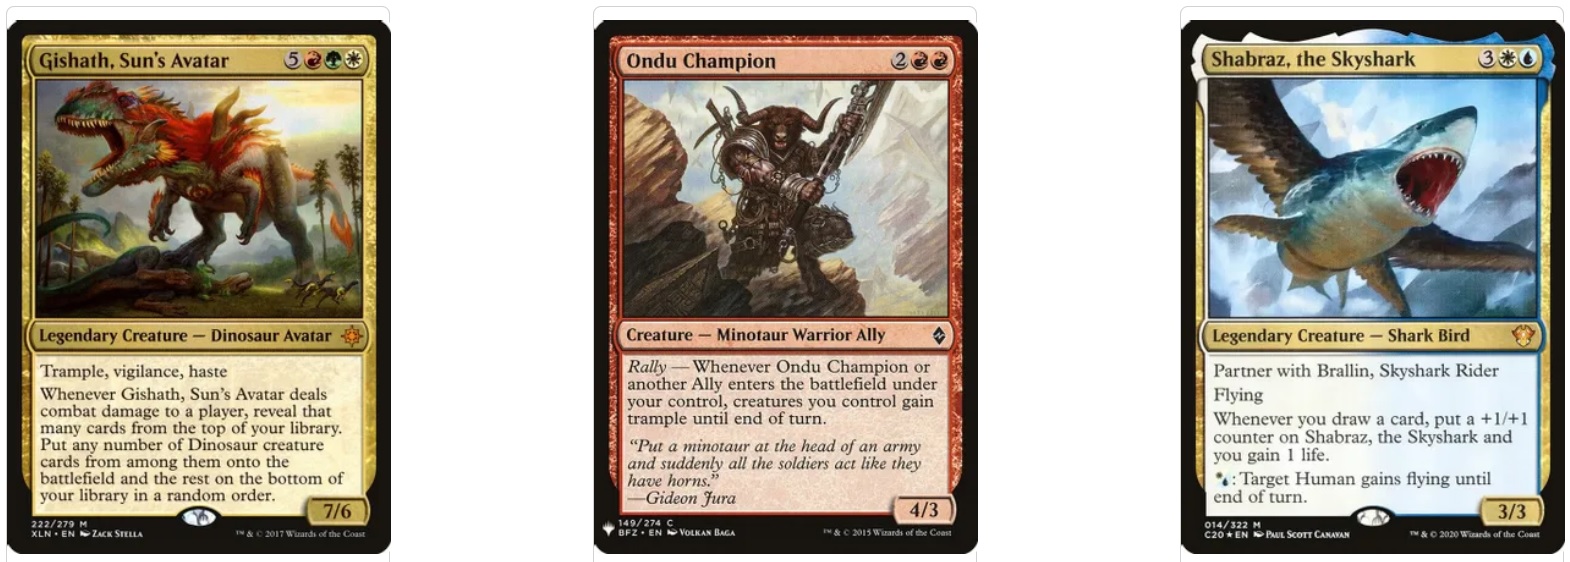 Gishath, Sun's Avatar 5
Legendary Creature — Dinosaur Avatar
Trample, vigilance, haste
Whenever Gishath, Sun's Avatar deals
combat damage to a player, reveal that
many cards from the top of your library.
Put any number of Dinosaur creature
cards from among them onto the
battlefield and the rest on the bottom of
your library in a random order.
7/6
222/279 M
XLN • EN ZACK STELLA
™ & © 2017 Wizards of the Coast
Ondu Champion 2
Creature — Minotaur Warrior Ally
Rally — Whenever Ondu Champion or
another Ally enters the battlefield under
your control, creatures you control gain
trample until end of turn.
"Put a minotaur at the head of an army
and suddenly all the soldiers act like they
have horns."
—Gideon Jura
4/3
149/274 C
BFZ • EN VOLKAN BAGA
™ & © 2015 Wizards of the Coast
Shabraz, the Skyshark 3
Legendary Creature — Shark Bird
Partner with Brallin, Skyshark Rider
Flying
Whenever you draw a card, put a +1/+1
counter on Shabraz, the Skyshark and
you gain 1 life.
: Target Human gains flying until
end of turn.
3/3
014/322 M
C20 ★ EN PAUL SCOTT CANAVAN
™ & © 2020 Wizards of the Coast